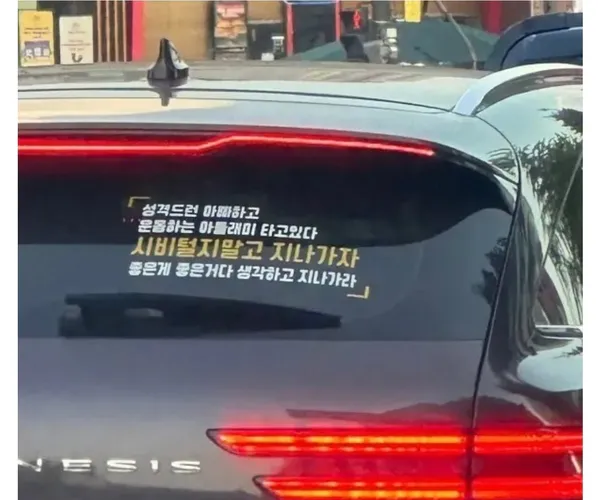 성격드런 아빠하고
운동하는 아들래미 타고있다
시비털지말고 지나가자
좋은게 좋은거다 생각하고 지나가라
NESIS